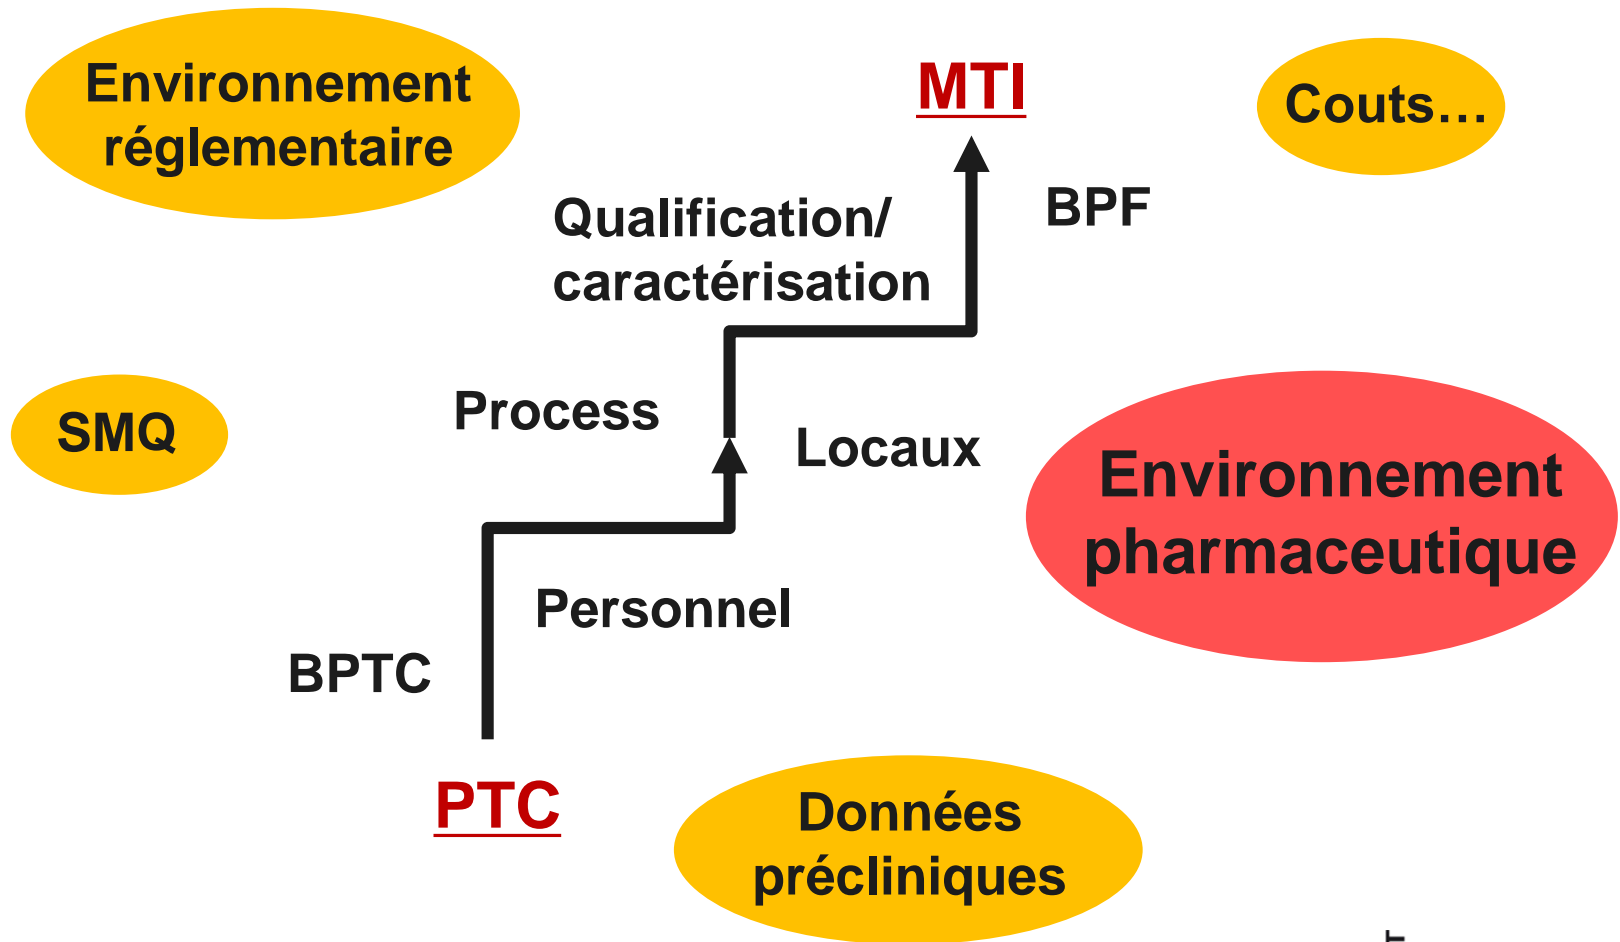 Environnement
réglementaire
MTI
Couts…
Qualification/
caractérisation
BPF
SMQ
Process
Locaux
Environnement
pharmaceutique
Personnel
BPTC
PTC
Données
précliniques